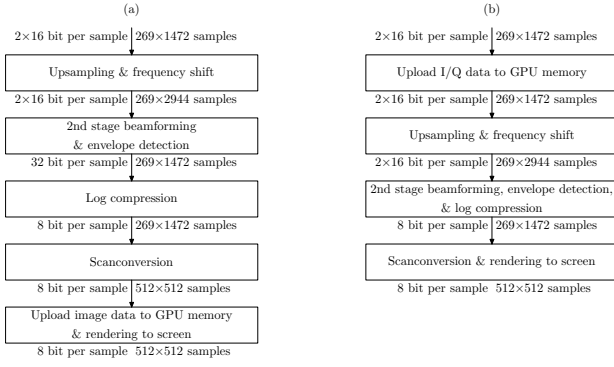 (a)
2×16 bit per sample 269×1472 samples
Upsampling & frequency shift
2×16 bit per sample 269×2944 samples
2nd stage beamforming
& envelope detection
32 bit per sample 269×1472 samples
Log compression
8 bit per sample 269×1472 samples
Scanconversion
8 bit per sample 512×512 samples
Upload image data to GPU memory
& rendering to screen
8 bit per sample 512×512 samples
(b)
2×16 bit per sample 269×1472 samples
Upload I/Q data to GPU memory
2×16 bit per sample 269×1472 samples
Upsampling & frequency shift
2×16 bit per sample 269×2944 samples
2nd stage beamforming, envelope detection,
& log compression
8 bit per sample 269×1472 samples
Scanconversion & rendering to screen
8 bit per sample 512×512 samples